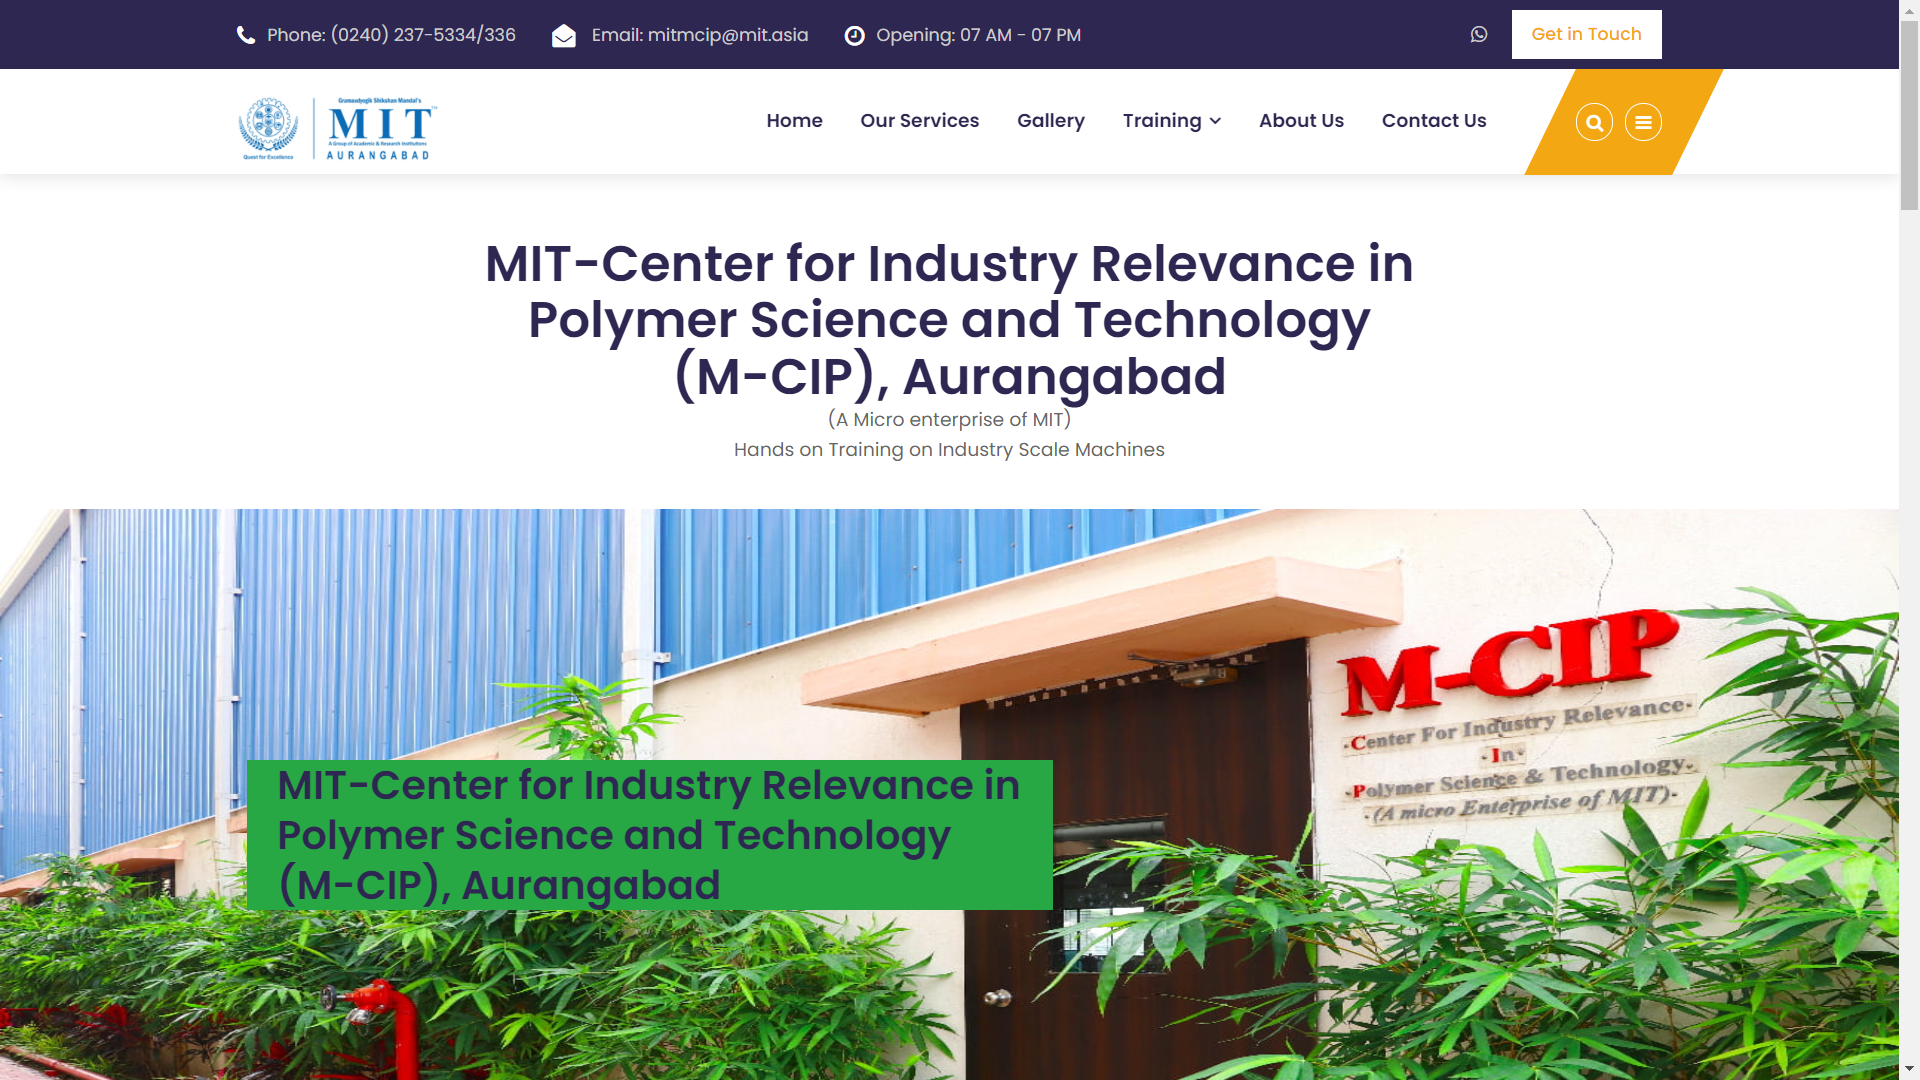 Phone: (0240) 237-5334/336
Email: mitmcip@mit.asia
Opening: 07 AM - 07 PM
Get in Touch
Gramaudyogik Shikshan Mandal's
MIT
TM
A Group of Academic & Research Institutions
AURANGABAD
Quest for Excellence
Home
Our Services
Gallery
Training
About Us
Contact Us
MIT-Center for Industry Relevance in
Polymer Science and Technology
(M-CIP), Aurangabad
(A Micro enterprise of MIT)
Hands on Training on Industry Scale Machines
M-CIP
-Center For Industry Relevance-
-In-
-Polymer Science & Technology-
-(A micro Enterprise of MIT)-
MIT-Center for Industry Relevance in
Polymer Science and Technology
(M-CIP), Aurangabad